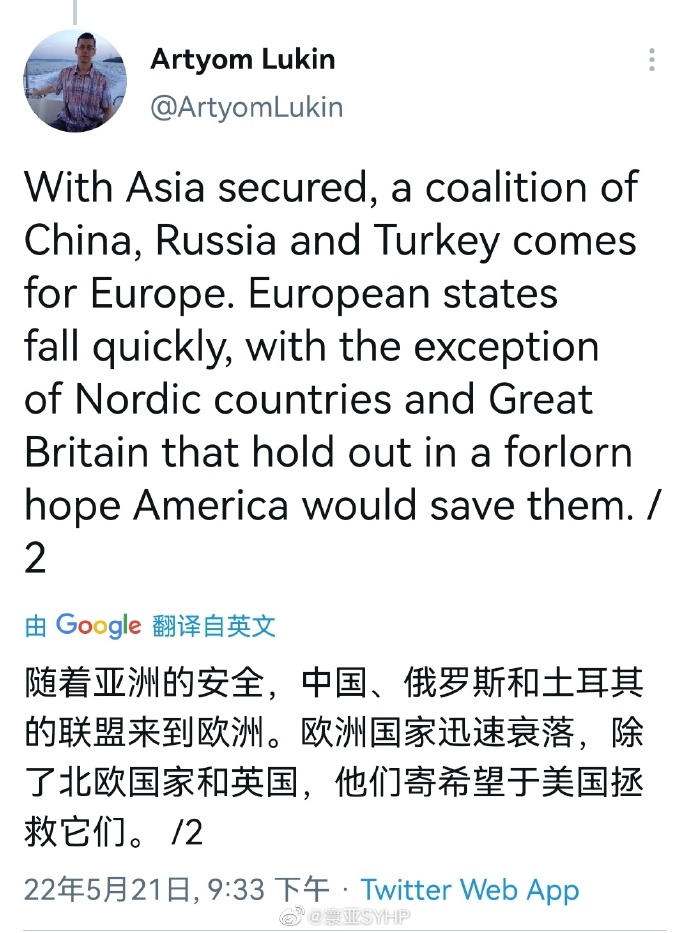 Artyom Lukin
@ArtyomLukin
With Asia secured, a coalition of
China, Russia and Turkey comes
for Europe. European states
fall quickly, with the exception
of Nordic countries and Great
Britain that hold out in a forlorn
hope America would save them. /
2
由 Google 翻译自英文
随着亚洲的安全，中国、俄罗斯和土耳其
的联盟来到欧洲。欧洲国家迅速衰落，除
了北欧国家和英国，他们寄希望于美国拯
救它们。 /2
22年5月21日, 9:33 下午 · Twitter Web App
@寰亚SYHP